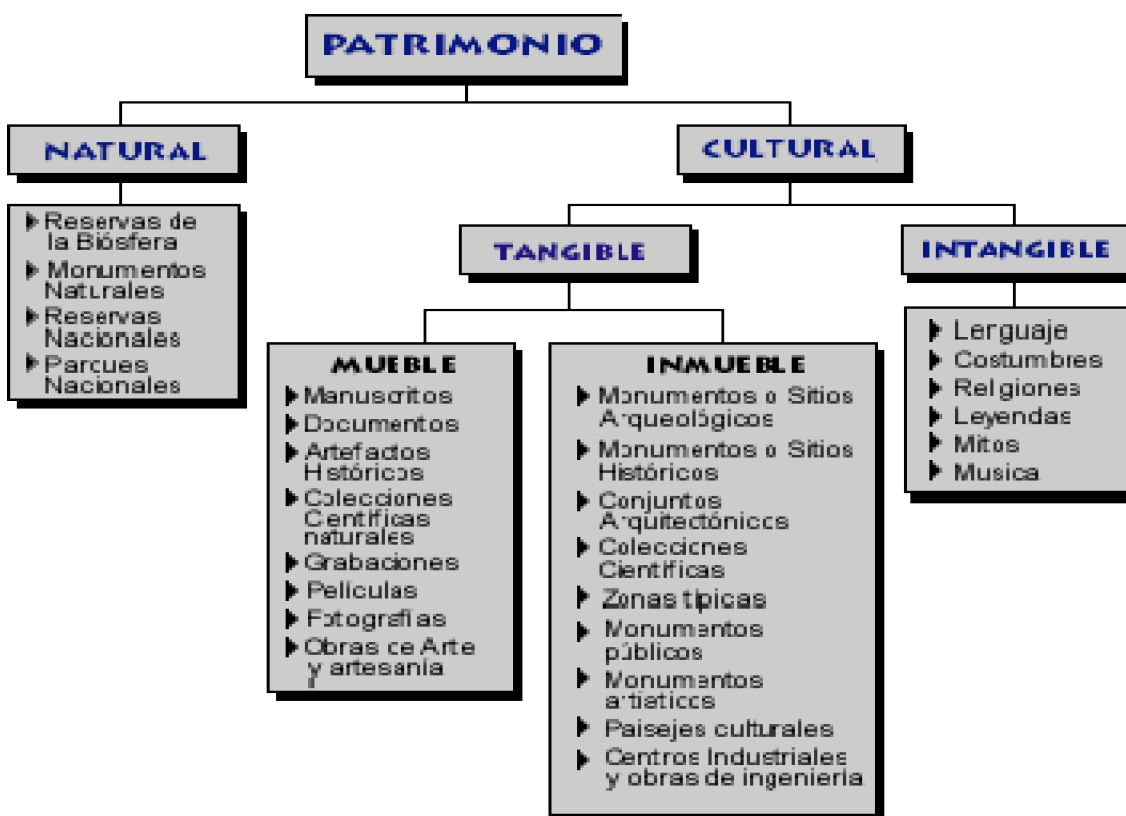 PATRIMONIO
NATURAL
CULTURAL
Reservas de
la Biósfera
Monumentos
Naturales
Reservas
Nacionales
Parques
Nacionales
TANGIBLE
INTANGIBLE
MUEBLE
Manuscritos
Documentos
Artefactos
Históricos
Colecciones
Científicas
naturales
Grabaciones
Películas
Fotografías
Obras de Arte
y artesanía
INMUEBLE
Monumentos o Sitios
Arqueológicos
Monumentos o Sitios
Históricos
Conjuntos
Arquitectónicos
Colecciones
Científicas
Zonas típicas
Monumentos
públicos
Monumentos
artisticos
Paisejes culturales
Centros Industriales
y obras de ingeniería
Lenguaje
Costumbres
Religiones
Leyendas
Mitos
Musica